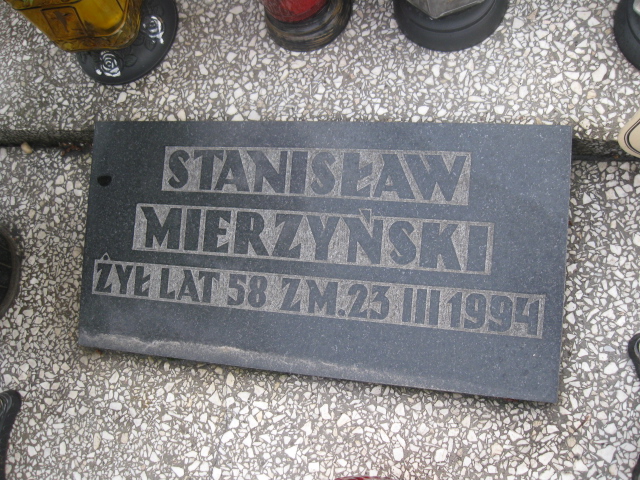 STANISŁAW
MIERZYŃSKI
ŻYŁ LAT 58 ZM.23 III 1994